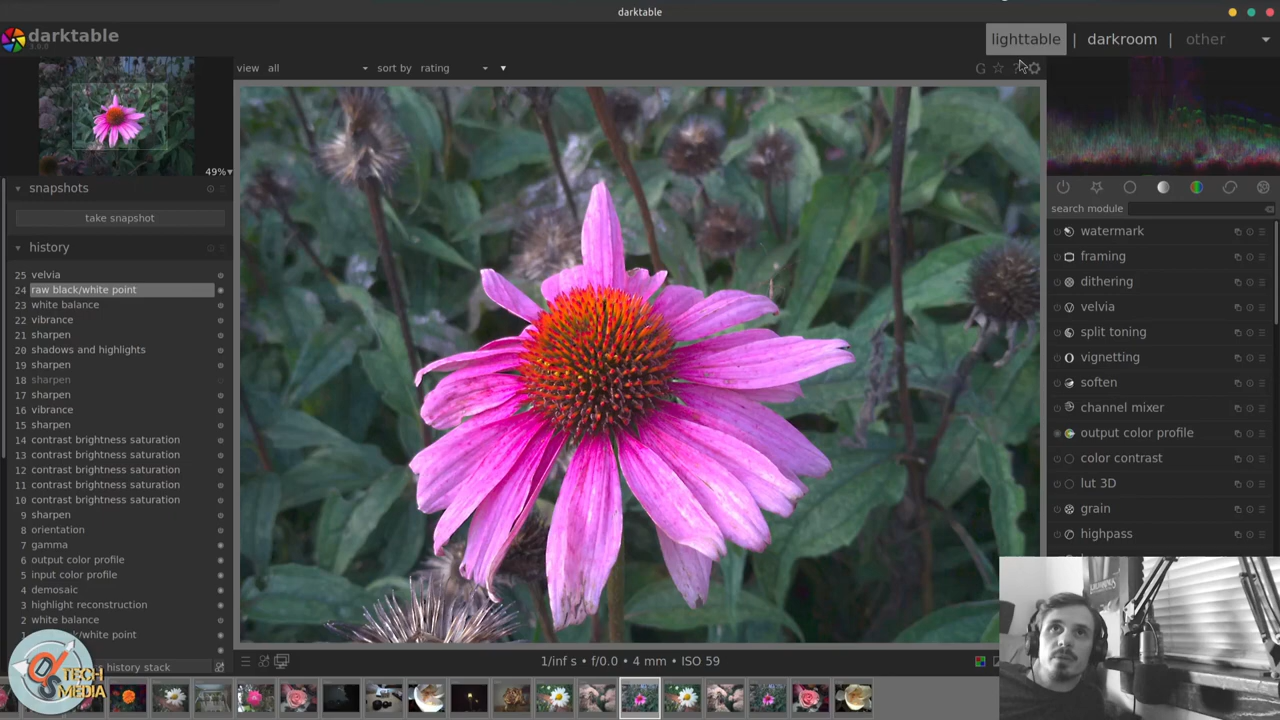 darktable
darktable
3.0.0
lighttable | darkroom | other
view all
sort by rating
G
?
49%
snapshots
take snapshot
history
25 velvia
24 raw black/white point
23 white balance
22 vibrance
21 sharpen
20 shadows and highlights
19 sharpen
18 sharpen
17 sharpen
16 vibrance
15 sharpen
14 contrast brightness saturation
13 contrast brightness saturation
12 contrast brightness saturation
11 contrast brightness saturation
10 contrast brightness saturation
9 sharpen
8 orientation
7 gamma
6 output color profile
5 input color profile
4 demosaic
3 highlight reconstruction
2 white balance
1 black/white point
history stack
TECH
MEDIA
1/inf s • f/0.0 • 4 mm • ISO 59
search module
watermark
framing
dithering
velvia
split toning
vignetting
soften
channel mixer
output color profile
color contrast
lut 3D
grain
highpass